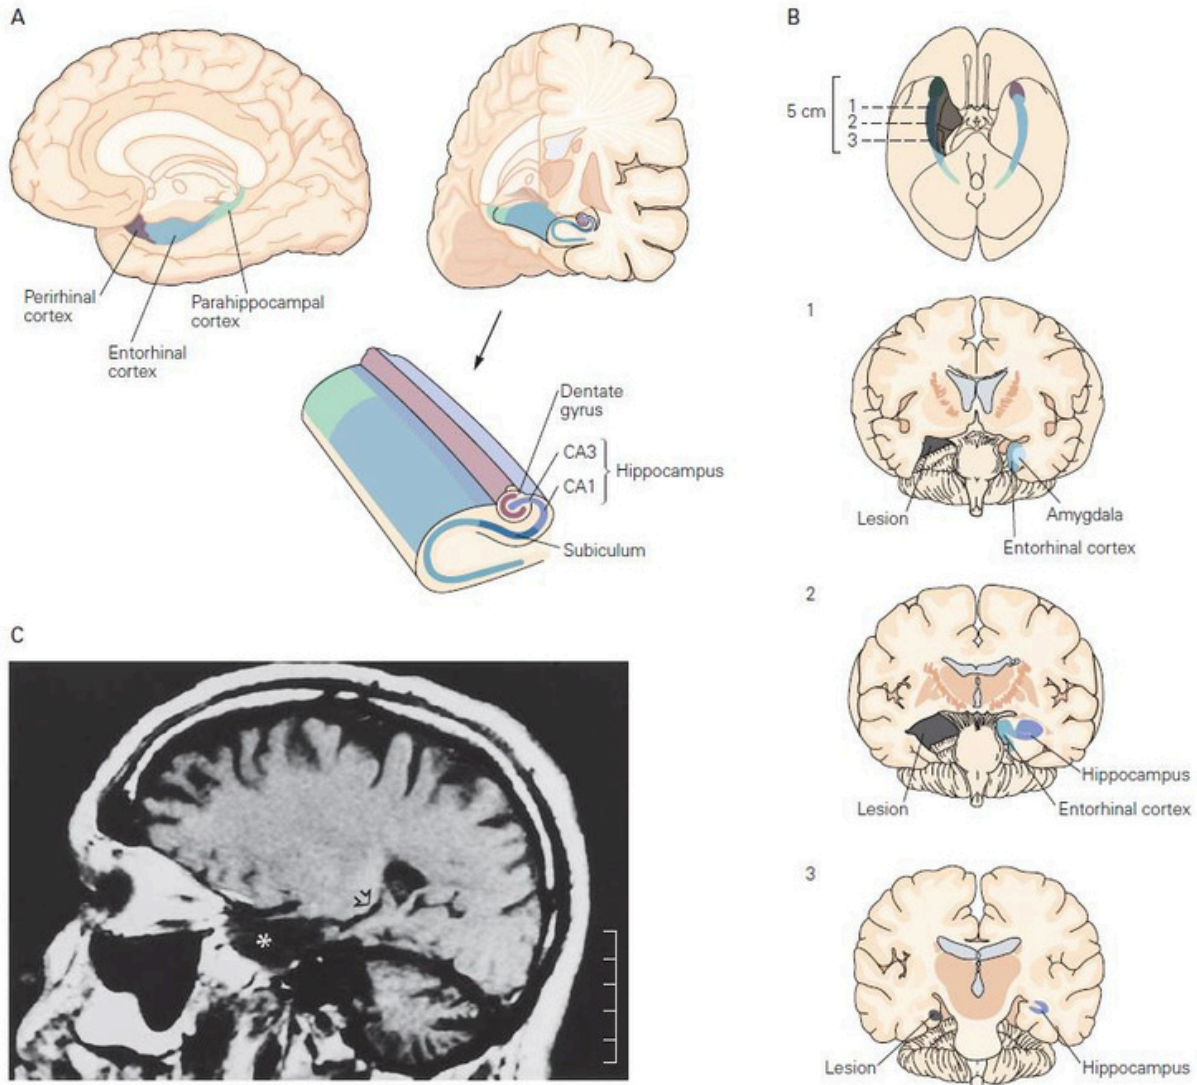 A
B
5 cm
1
2
3
Perirhinal
cortex
Parahippocampal
cortex
Entorhinal
cortex
Dentate
gyrus
CA3
CA1
Hippocampus
Subiculum
1
Lesion
Amygdala
Entorhinal cortex
2
Hippocampus
Lesion
Entorhinal cortex
3
Lesion
Hippocampus
C
*